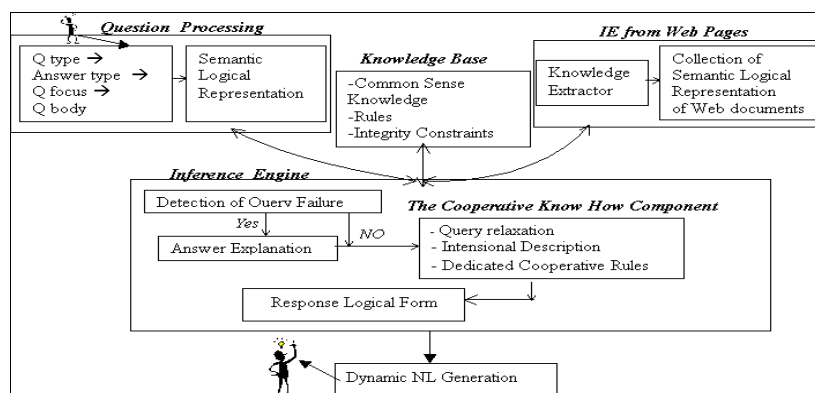 Question Processing
Q type →
Answer type →
Q focus →
Q body
Semantic
Logical
Representation
Knowledge Base
-Common Sense
Knowledge
-Rules
-Integrity Constraints
IE from Web Pages
Knowledge
Extractor
Collection of
Semantic Logical
Representation
of Web documents
Inference Engine
Detection of Query Failure
Yes
NO
Answer Explanation
The Cooperative Know How Component
- Query relaxation
- Intensional Description
- Dedicated Cooperative Rules
Response Logical Form
Dynamic NL Generation